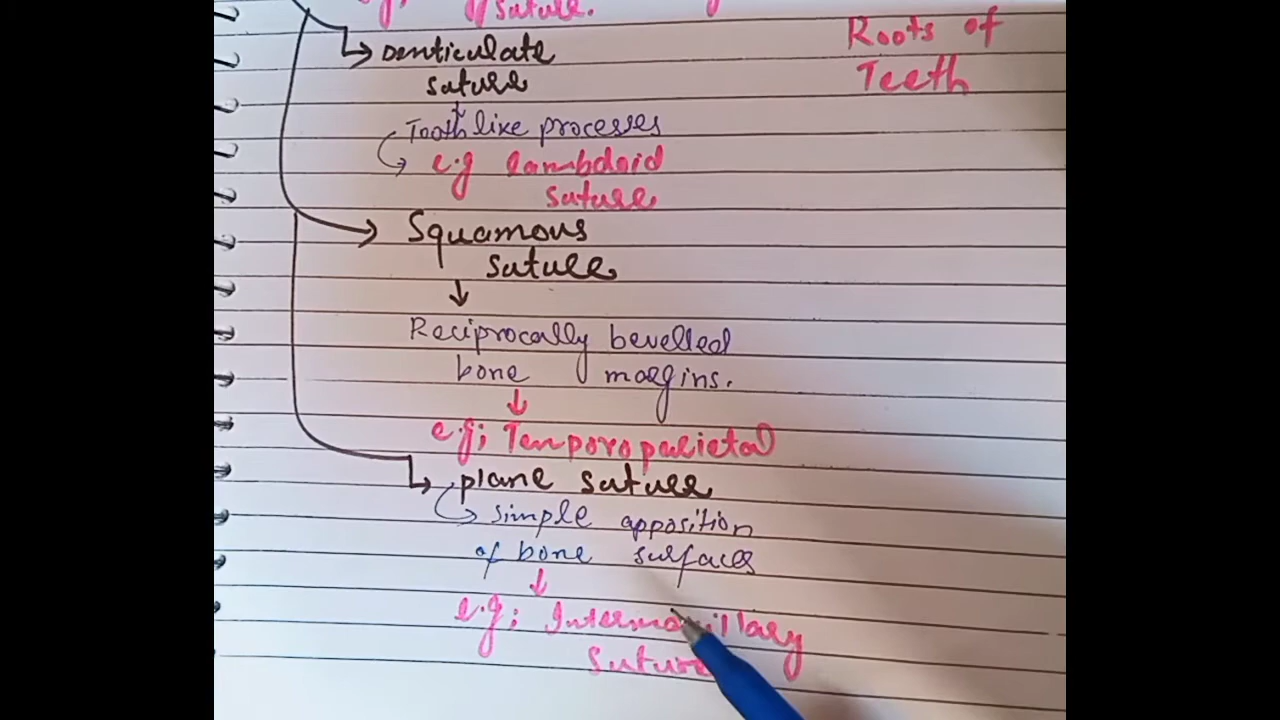 suture.
Denticulate
suture
Tooth like processes
e.g lambdoid
suture
Squamous
suture
Reciprocally bevelled
bone margins.
e.g; Temporoparietal
plane suture
simple apposition
of bone surfaces
e.g; Intermaxillary
suture
Roots of
Teeth